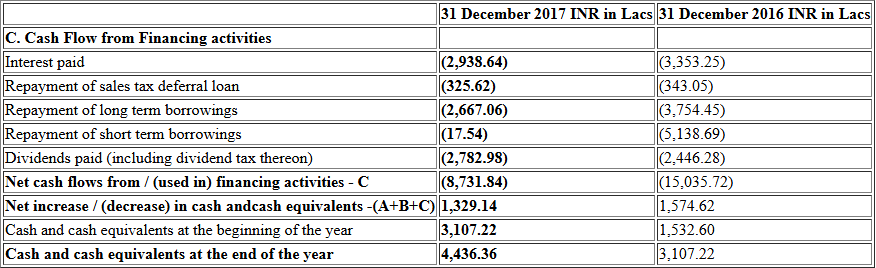 31 December 2017 INR in Lacs 31 December 2016 INR in Lacs
C. Cash Flow from Financing activities
Interest paid (2,938.64) (3,353.25)
Repayment of sales tax deferral loan (325.62) (343.05)
Repayment of long term borrowings (2,667.06) (3,754.45)
Repayment of short term borrowings (17.54) (5,138.69)
Dividends paid (including dividend tax thereon) (2,782.98) (2,446.28)
Net cash flows from / (used in) financing activities - C (8,731.84) (15,035.72)
Net increase / (decrease) in cash andcash equivalents -(A+B+C) 1,329.14 1,574.62
Cash and cash equivalents at the beginning of the year 3,107.22 1,532.60
Cash and cash equivalents at the end of the year 4,436.36 3,107.22